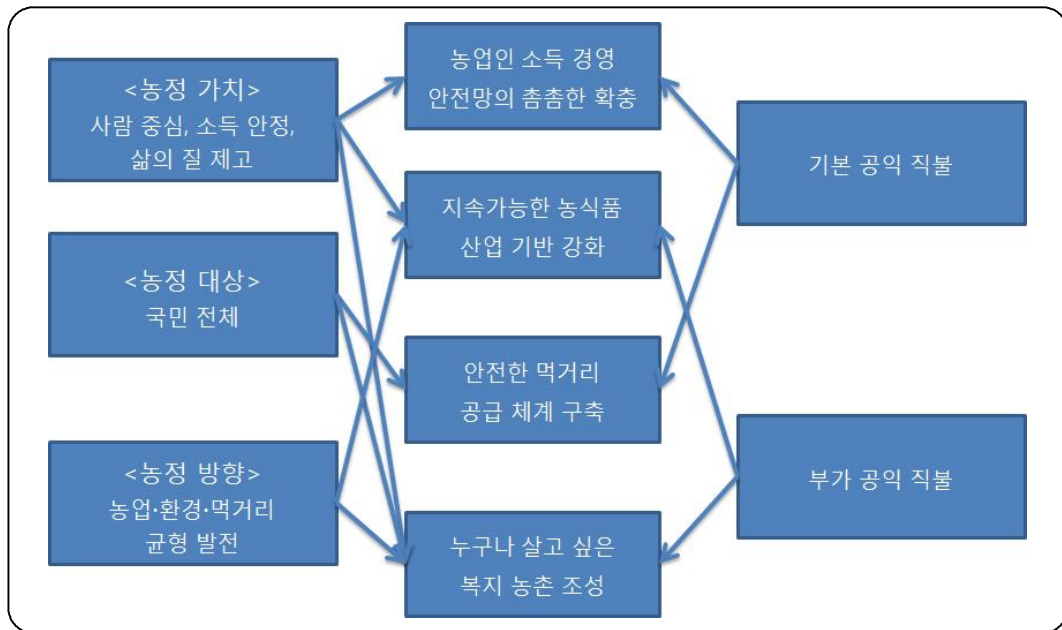 <농정 가치>
사람 중심, 소득 안정,
삶의 질 제고
<농정 대상>
국민 전체
<농정 방향>
농업·환경·먹거리
균형 발전
농업인 소득 경영
안전망의 촘촘한 확충
지속가능한 농식품
산업 기반 강화
안전한 먹거리
공급 체계 구축
누구나 살고 싶은
복지 농촌 조성
기본 공익 직불
부가 공익 직불